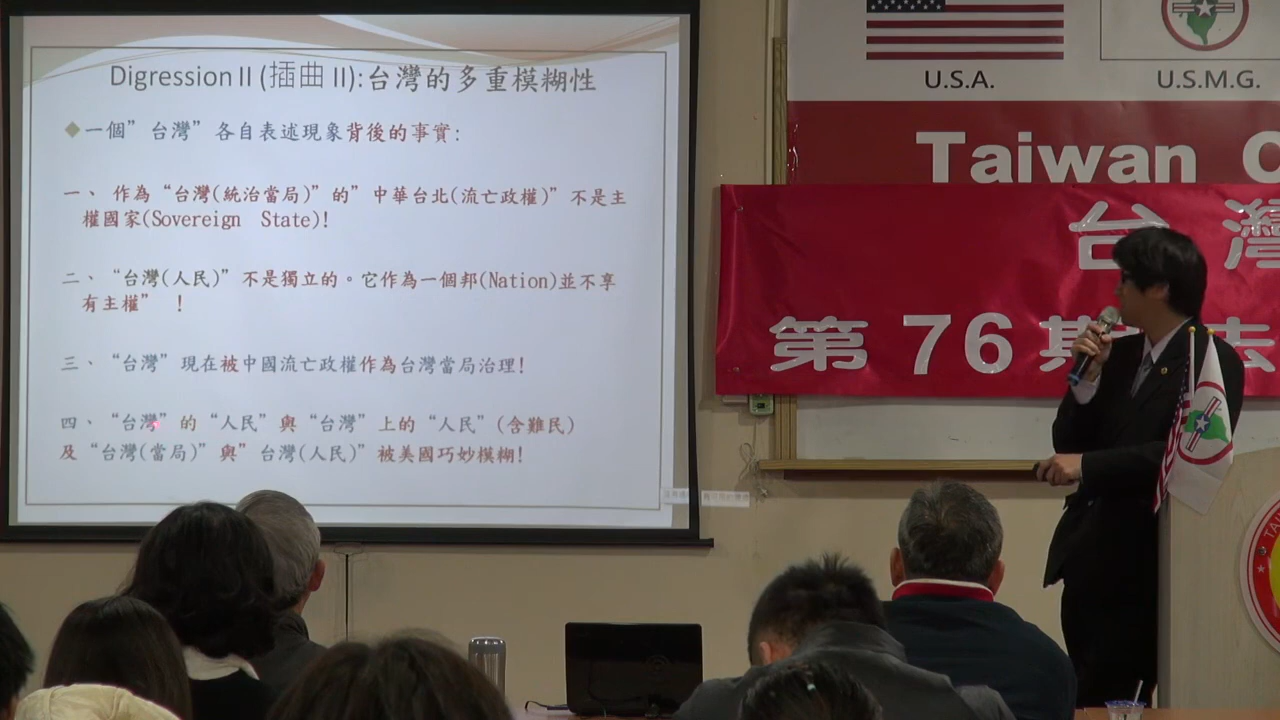 Digression II (插曲 II):台灣的多重模糊性
一個”台灣”各自表述現象背後的事實:
一、 作為“台灣(統治當局)”的”中華台北(流亡政權)”不是主
權國家(Sovereign State)!
二、“台灣(人民)”不是獨立的。它作為一個邦(Nation)並不享
有主權” !
三、“台灣”現在被中國流亡政權作為台灣當局治理!
四、“台灣”的“人民”與“台灣”上的“人民”(含難民)
及“台灣(當局)”與”台灣(人民)”被美國巧妙模糊!
U.S.A.
U.S.M.G.
Taiwan C
台灣
第 76 期法